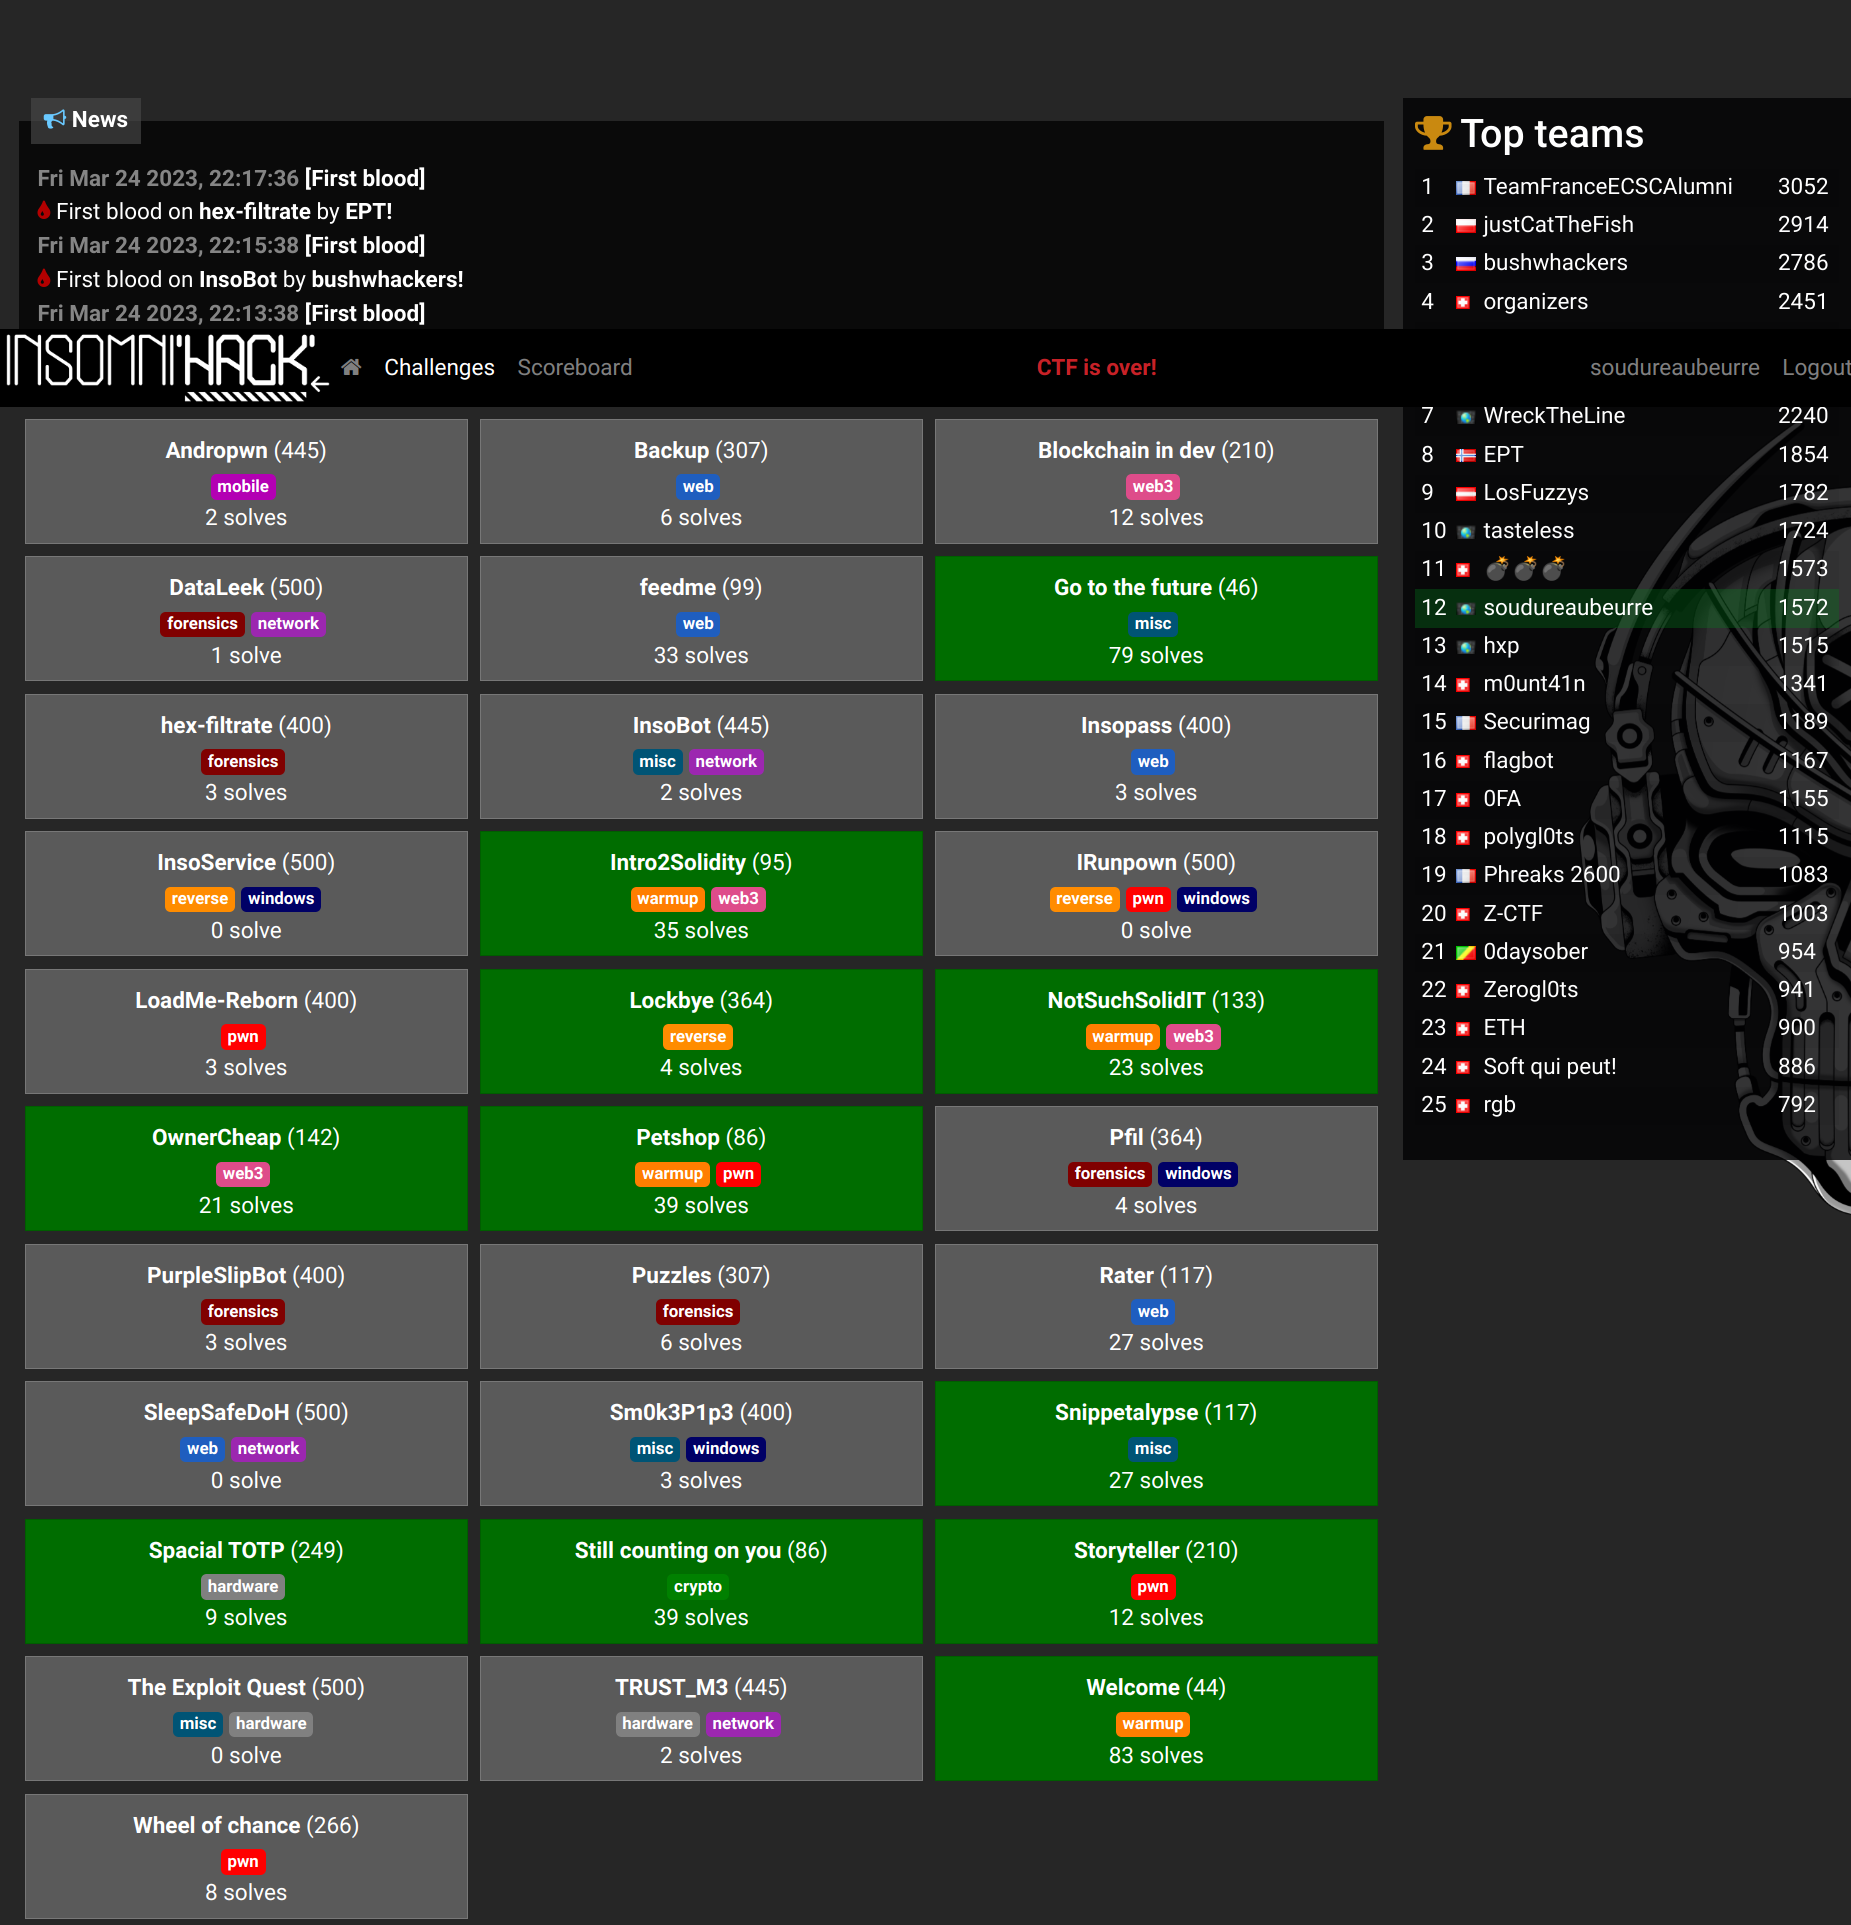 News
Fri Mar 24 2023, 22:17:36 [First blood]
First blood on hex-filtrate by EPT!
Fri Mar 24 2023, 22:15:38 [First blood]
First blood on InsoBot by bushwhackers!
Fri Mar 24 2023, 22:13:38 [First blood]
Top teams
1 TeamFranceECSCAlumni 3052
2 justCatTheFish 2914
3 bushwhackers 2786
4 organizers 2451
INSOMNI'HACK Challenges Scoreboard CTF is over! soudureaubeurre Logout
7 WreckTheLine 2240
8 EPT 1854
9 LosFuzzys 1782
10 tasteless 1724
11 💣💣💣 1573
12 soudureaubeurre 1572
13 hxp 1515
14 m0unt41n 1341
15 Securimag 1189
16 flagbot 1167
17 0FA 1155
18 polygl0ts 1115
19 Phreaks 2600 1083
20 Z-CTF 1003
21 0daysober 954
22 Zerogl0ts 941
23 ETH 900
24 Soft qui peut! 886
25 rgb 792
Andropwn (445)
mobile
2 solves
Backup (307)
web
6 solves
Blockchain in dev (210)
web3
12 solves
DataLeek (500)
forensics network
1 solve
feedme (99)
web
33 solves
Go to the future (46)
misc
79 solves
hex-filtrate (400)
forensics
3 solves
InsoBot (445)
misc network
2 solves
Insopass (400)
web
3 solves
InsoService (500)
reverse windows
0 solve
Intro2Solidity (95)
warmup web3
35 solves
IRunpown (500)
reverse pwn windows
0 solve
LoadMe-Reborn (400)
pwn
3 solves
Lockbye (364)
reverse
4 solves
NotSuchSolidIT (133)
warmup web3
23 solves
OwnerCheap (142)
web3
21 solves
Petshop (86)
warmup pwn
39 solves
Pfil (364)
forensics windows
4 solves
PurpleSlipBot (400)
forensics
3 solves
Puzzles (307)
forensics
6 solves
Rater (117)
web
27 solves
SleepSafeDoH (500)
web network
0 solve
Sm0k3P1p3 (400)
misc windows
3 solves
Snippetalypse (117)
misc
27 solves
Spacial TOTP (249)
hardware
9 solves
Still counting on you (86)
crypto
39 solves
Storyteller (210)
pwn
12 solves
The Exploit Quest (500)
misc hardware
0 solve
TRUST_M3 (445)
hardware network
2 solves
Welcome (44)
warmup
83 solves
Wheel of chance (266)
pwn
8 solves